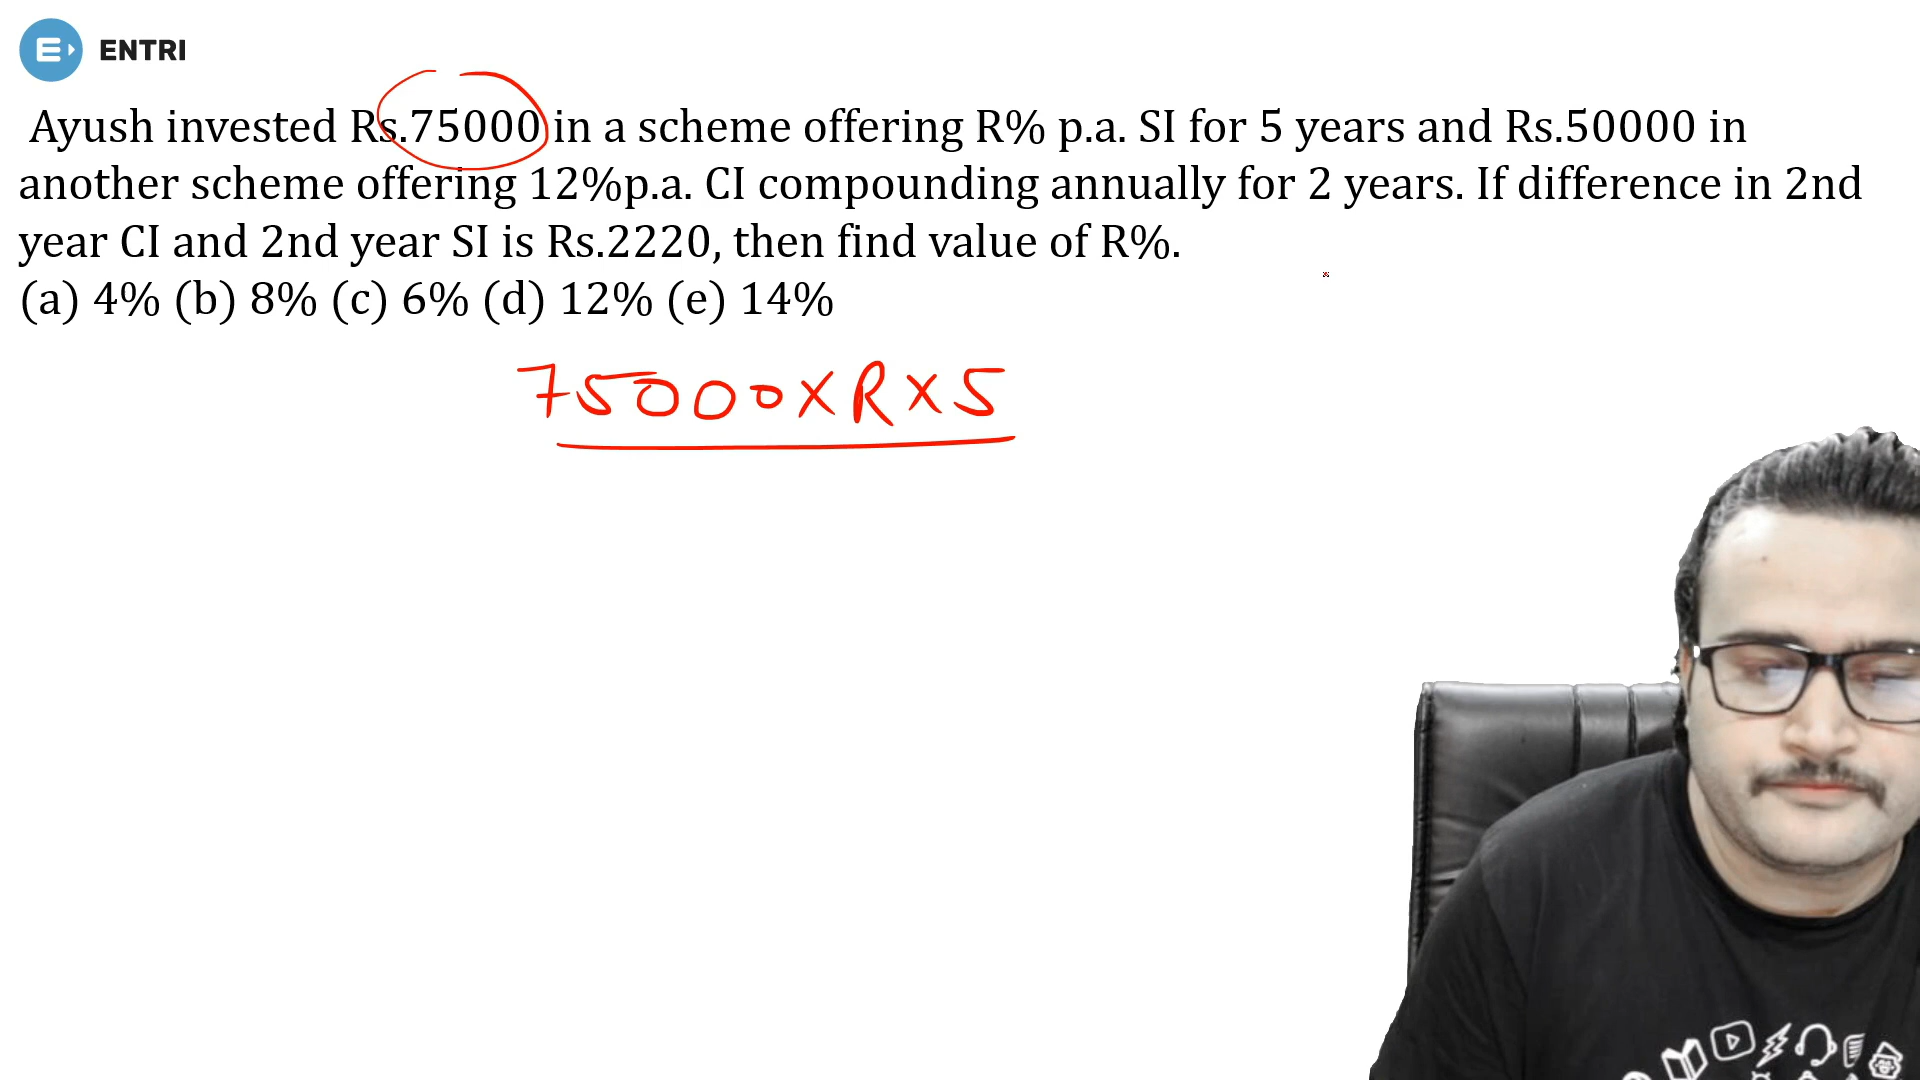 ENTRI
Ayush invested Rs.75000 in a scheme offering R% p.a. SI for 5 years and Rs.50000 in
another scheme offering 12%p.a. CI compounding annually for 2 years. If difference in 2nd
year CI and 2nd year SI is Rs.2220, then find value of R%.
(a) 4% (b) 8% (c) 6% (d) 12% (e) 14%
75000×R×5